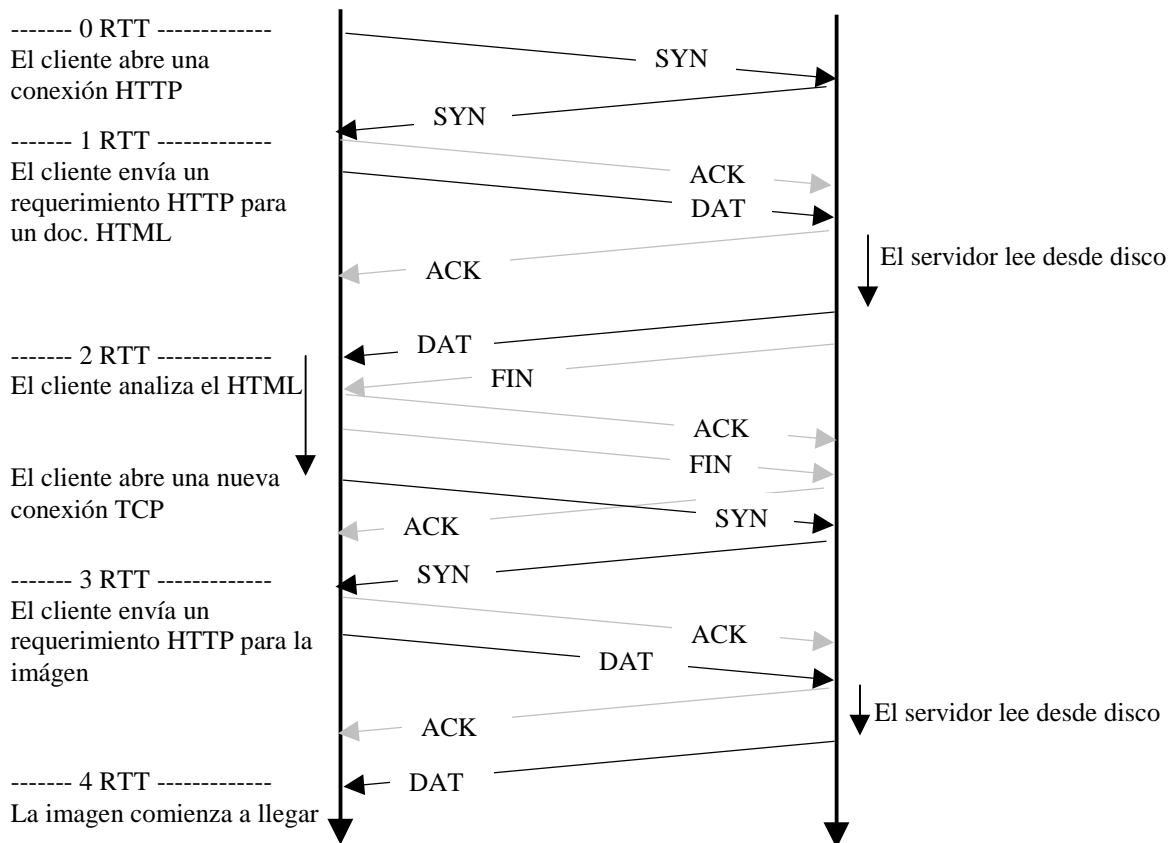 ------- 0 RTT -------------
El cliente abre una
conexión HTTP
SYN
SYN
------- 1 RTT -------------
El cliente envía un
requerimiento HTTP para
un doc. HTML
ACK
DAT
ACK
El servidor lee desde disco
DAT
------- 2 RTT -------------
El cliente analiza el HTML
FIN
ACK
FIN
El cliente abre una nueva
conexión TCP
SYN
ACK
SYN
------- 3 RTT -------------
El cliente envía un
requerimiento HTTP para la
imágen
ACK
DAT
ACK
El servidor lee desde disco
------- 4 RTT -------------
DAT
La imagen comienza a llegar